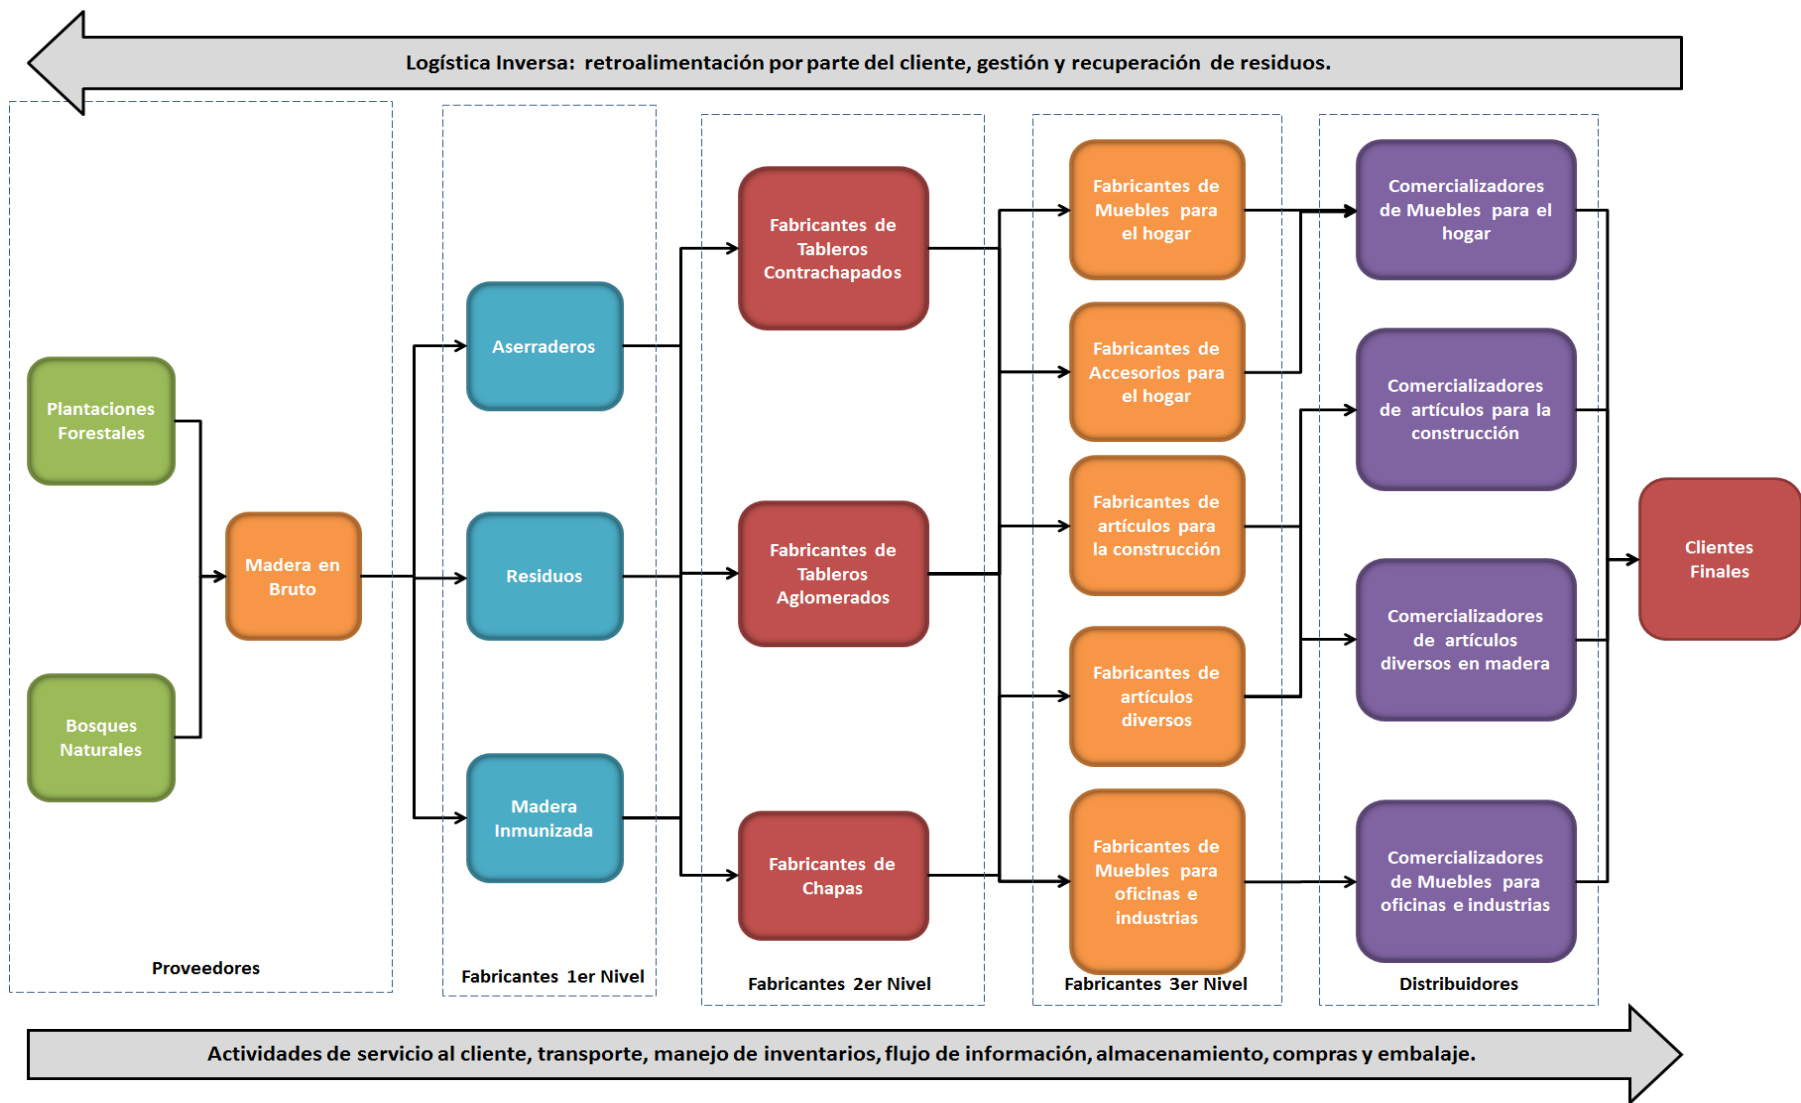 Logística Inversa: retroalimentación por parte del cliente, gestión y recuperación de residuos.
Plantaciones
Forestales
Bosques
Naturales
Madera en
Bruto
Proveedores
Aserraderos
Residuos
Madera
Inmunizada
Fabricantes 1er Nivel
Fabricantes de
Tableros
Contrachapados
Fabricantes de
Tableros
Aglomerados
Fabricantes de
Chapas
Fabricantes 2er Nivel
Fabricantes de
Muebles para
el hogar
Fabricantes de
Accesorios para
el hogar
Fabricantes de
artículos para
la construcción
Fabricantes de
artículos
diversos
Fabricantes de
Muebles para
oficinas e
industrias
Fabricantes 3er Nivel
Comercializadores
de Muebles para el
hogar
Comercializadores
de artículos para la
construcción
Comercializadores
de artículos
diversos en madera
Comercializadores
de Muebles para
oficinas e industrias
Distribuidores
Clientes
Finales
Actividades de servicio al cliente, transporte, manejo de inventarios, flujo de información, almacenamiento, compras y embalaje.